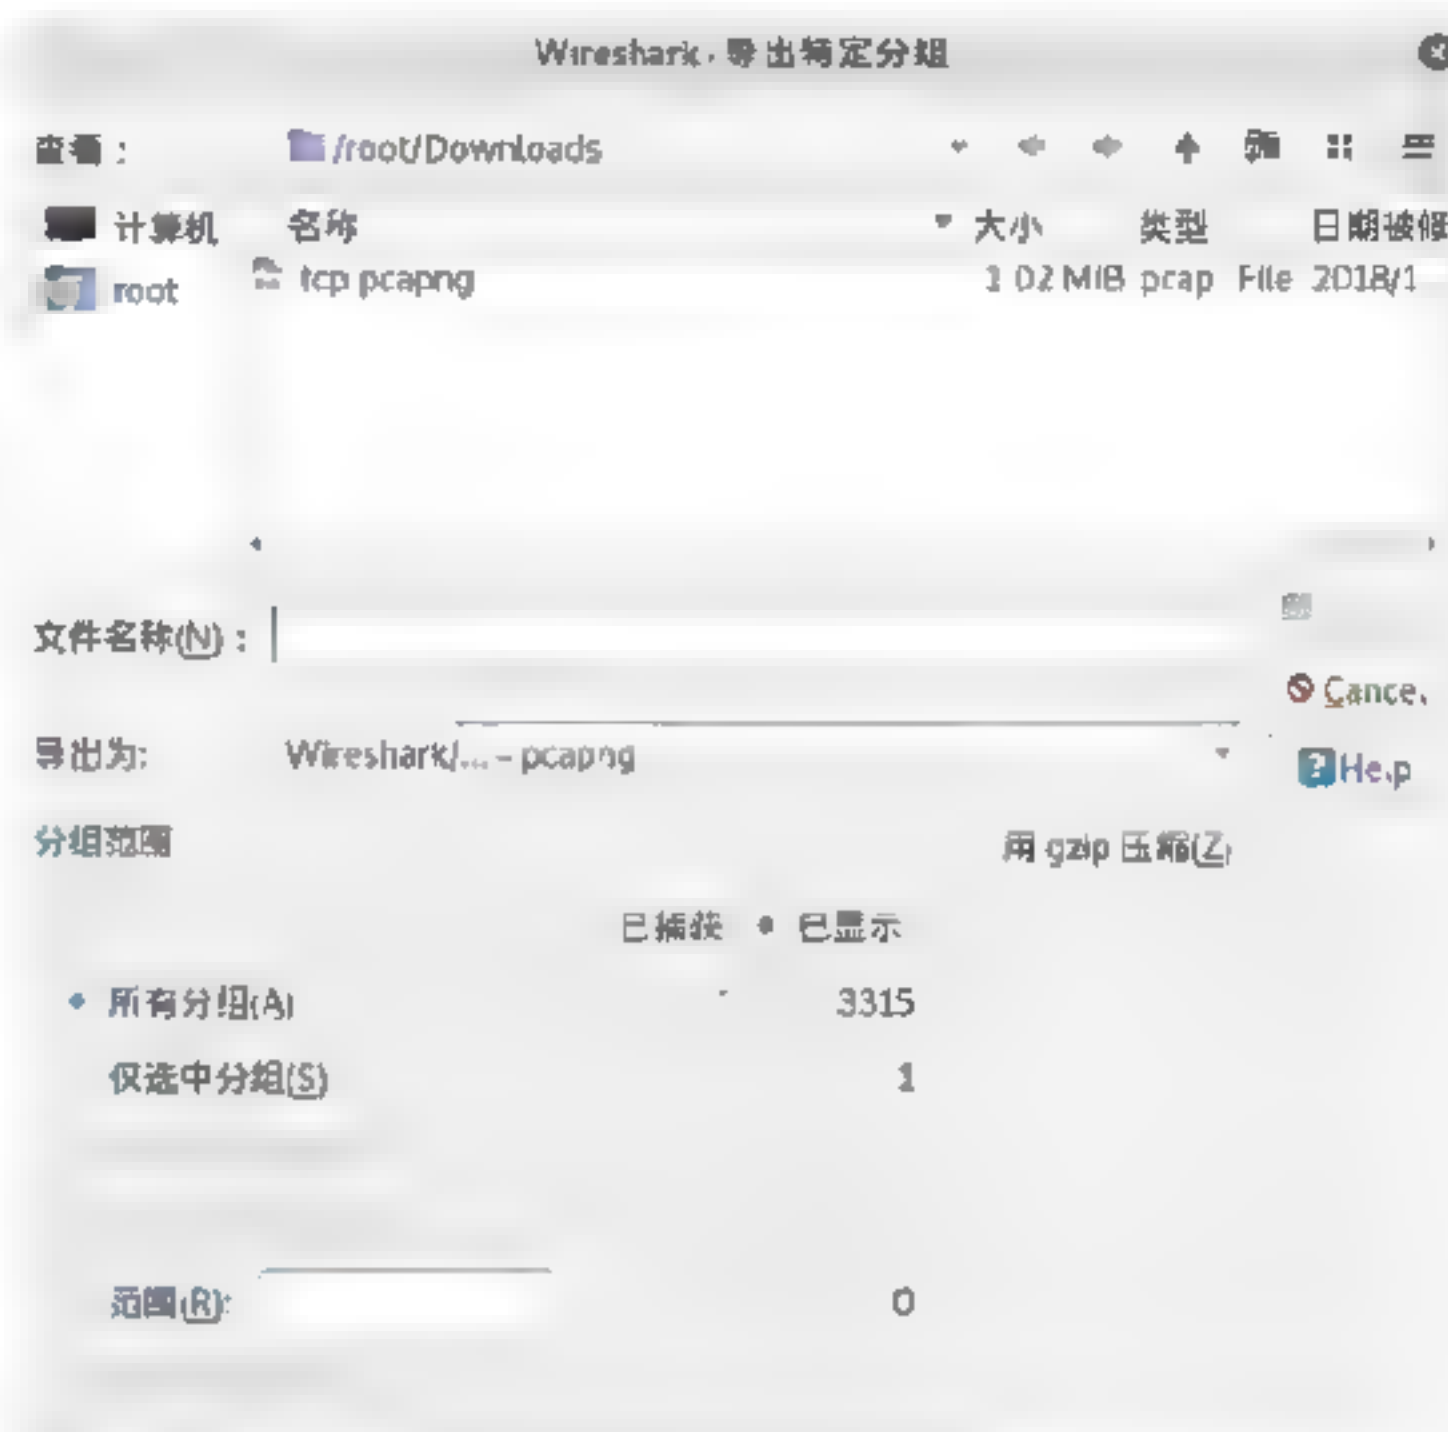 Wireshark · 导出特定分组
查看：
/root/Downloads
计算机
root
名称 大小 类型 日期被修
tcp pcapng 1 02 MiB pcap File 2018/1
文件名称(N)：
Cance
导出为: Wireshark/... – pcapng
Help
分组范围
用 gzip 压缩(Z)
已捕获 已显示
所有分组(A) 3315
仅选中分组(S) 1
范围(R): 0